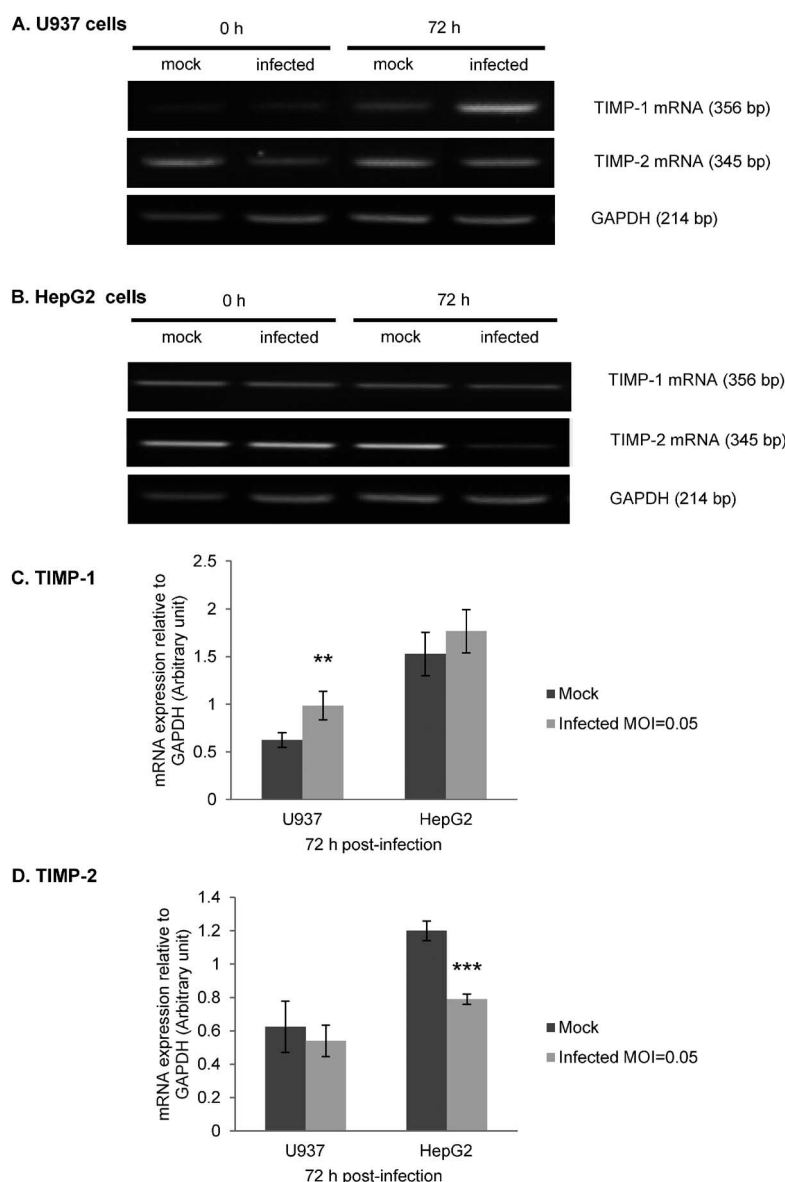 A. U937 cells
0 h 72 h
mock infected mock infected
TIMP-1 mRNA (356 bp)
TIMP-2 mRNA (345 bp)
GAPDH (214 bp)
B. HepG2 cells
0 h 72 h
mock infected mock infected
TIMP-1 mRNA (356 bp)
TIMP-2 mRNA (345 bp)
GAPDH (214 bp)
C. TIMP-1
mRNA expression relative to
GAPDH (Arbitrary unit)
2.5
2
1.5
1
0.5
0
**
U937 HepG2
72 h post-infection
Mock
Infected MOI=0.05
D. TIMP-2
mRNA expression relative to
GAPDH (Arbitrary unit)
1.4
1.2
1
0.8
0.6
0.4
0.2
0
***
U937 HepG2
72 h post-infection
Mock
Infected MOI=0.05